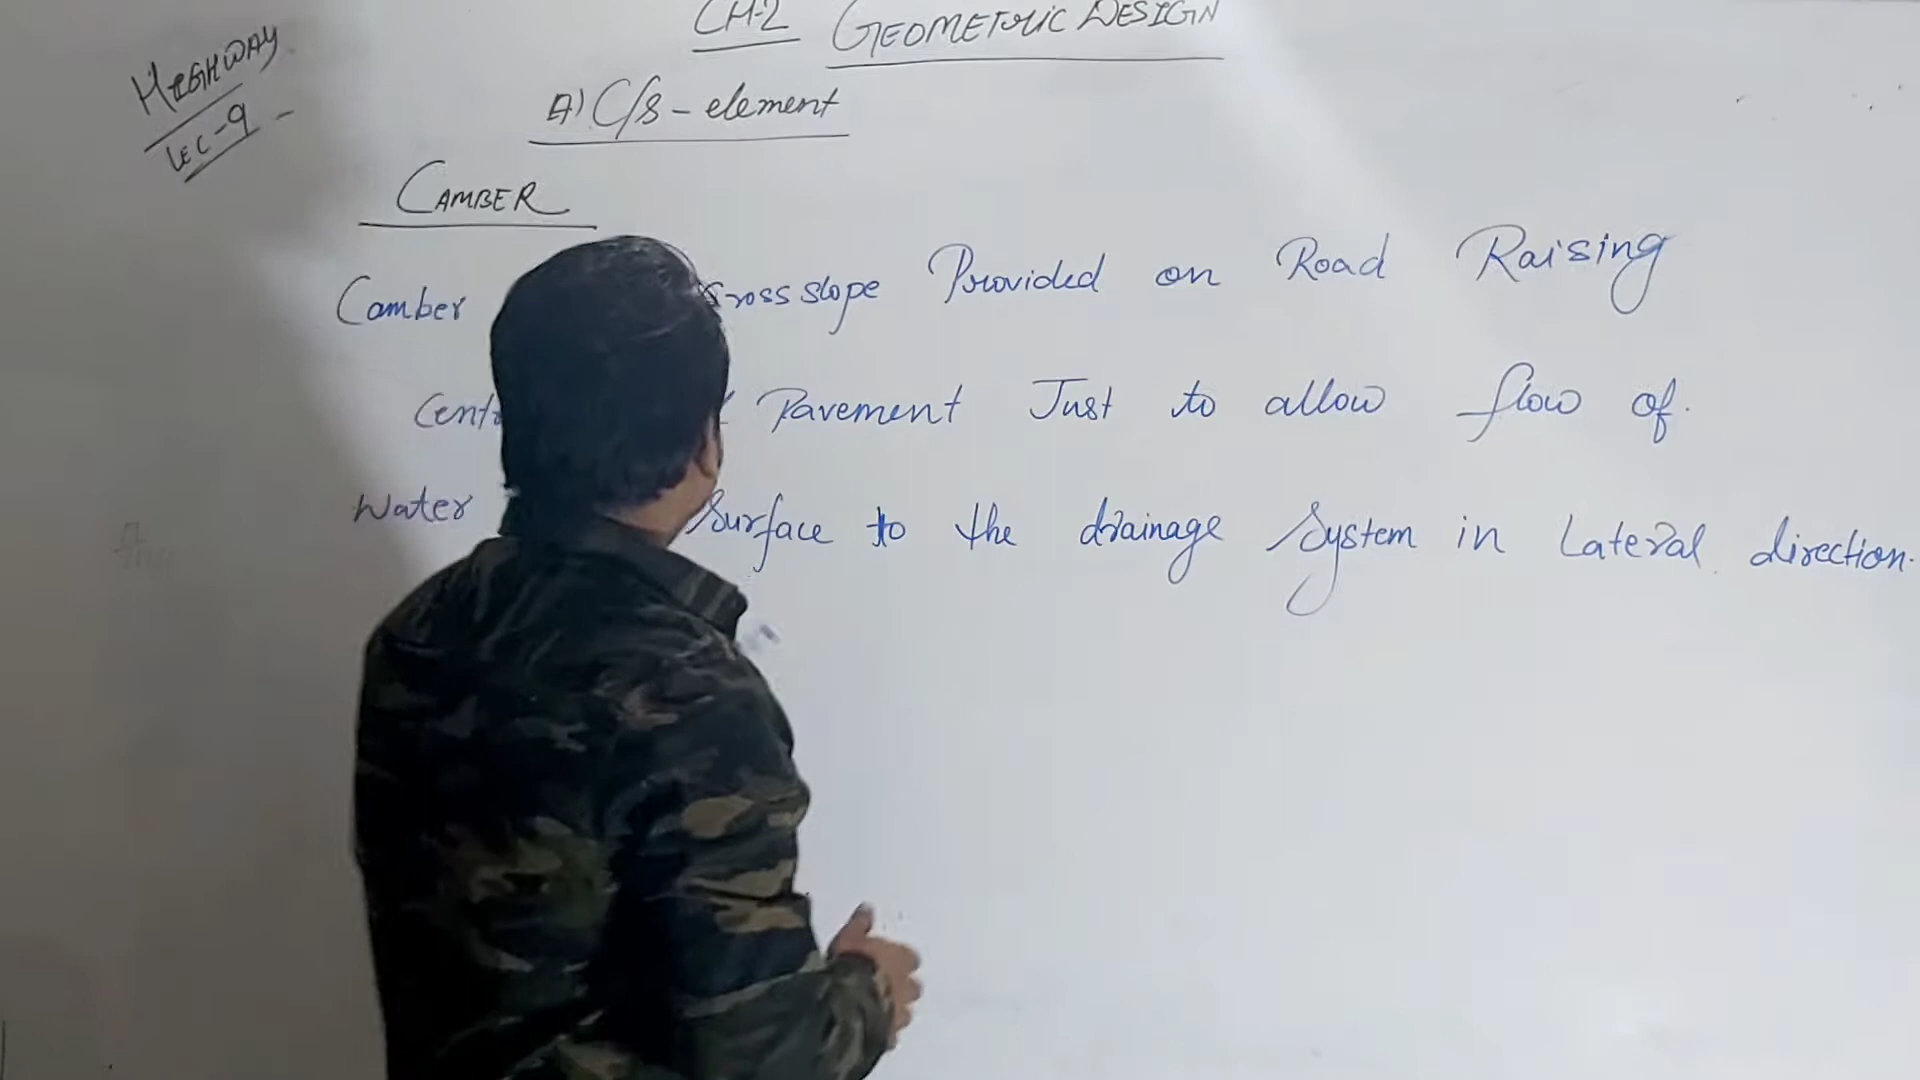 CH-2 GEOMETRIC DESIGN
HIGHWAY
LEC-9
A) C/S - element
CAMBER
Camber cross slope Provided on Road Raising
Pavement Just to allow flow of.
Water Surface to the drainage System in Lateral direction.